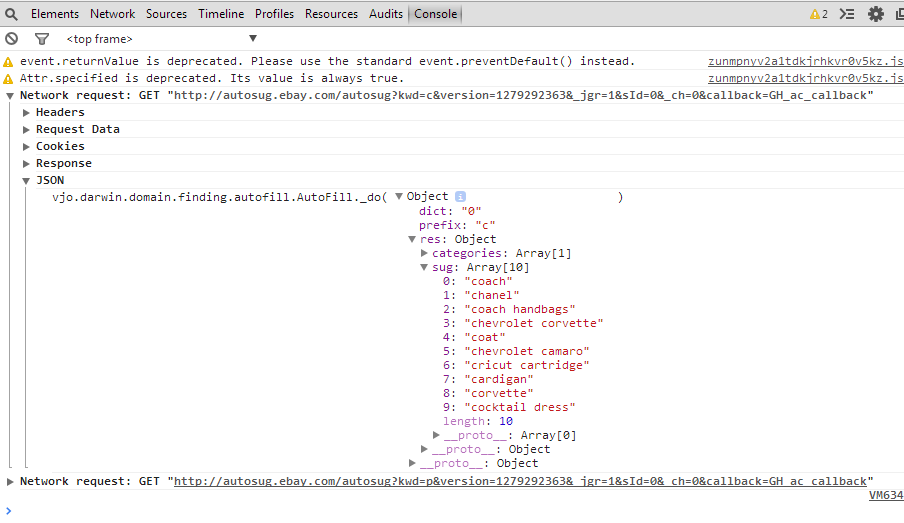 Elements Network Sources Timeline Profiles Resources Audits Console 2
<top frame>
event.returnValue is deprecated. Please use the standard event.preventDefault() instead. zunmpnyv2a1tdkjrhkvr0v5kz.js
Attr.specified is deprecated. Its value is always true. zunmpnyv2a1tdkjrhkvr0v5kz.js
Network request: GET "http://autosug.ebay.com/autosug?kwd=c&version=1279292363&_jgr=1&sId=0&_ch=0&callback=GH_ac_callback"
Headers
Request Data
Cookies
Response
JSON
vjo.darwin.domain.finding.autofill.AutoFill._do( Object i )
dict: "0"
prefix: "c"
res: Object
categories: Array[1]
sug: Array[10]
0: "coach"
1: "chanel"
2: "coach handbags"
3: "chevrolet corvette"
4: "coat"
5: "chevrolet camaro"
6: "cricut cartridge"
7: "cardigan"
8: "corvette"
9: "cocktail dress"
length: 10
__proto__: Array[0]
__proto__: Object
__proto__: Object
Network request: GET "http://autosug.ebay.com/autosug?kwd=p&version=1279292363&_jgr=1&sId=0&_ch=0&callback=GH_ac_callback"
VM634
>